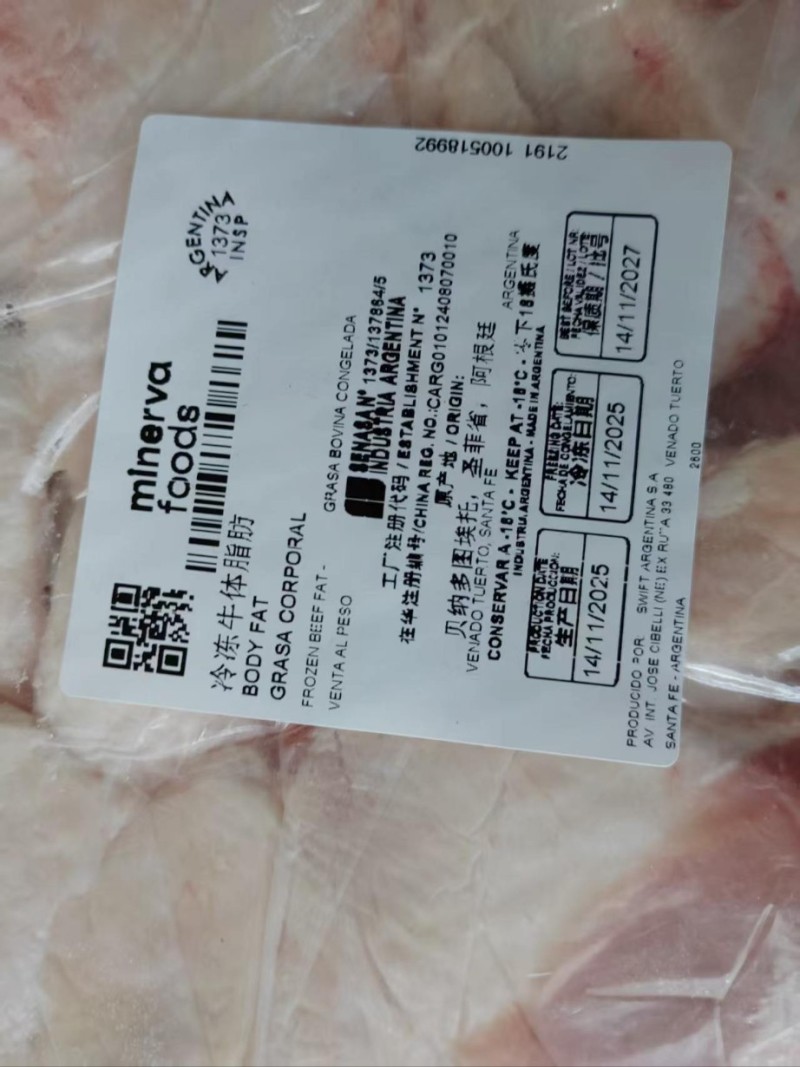 minerva
foods
ARGENTINA
1373
INSP
冷冻牛体脂肪
BODY FAT
GRASA CORPORAL
FROZEN BEEF FAT -
GRASA BOVINA CONGELADA
VENTA AL PESO
SENASA N° 1373/137864/5
INDUSTRIA ARGENTINA
工厂注册代码 / ESTABLISHMENT N° 1373
在华注册编号/CHINA REG. NO.:CARG01012408070010
原产地 / ORIGIN:
贝纳多图埃托, 圣菲省, 阿根廷
VENADO TUERTO, SANTA FE ARGENTINA
CONSERVAR A -18°C - KEEP AT -18°C - 零下18摄氏度
INDUSTRIA ARGENTINA - MADE IN ARGENTINA
PRODUCTION DATE
FECHA PRODUCCION:
生产日期
14/11/2025
FREEZING DATE:
FECHA DE CONGELAMIENTO:
冷冻日期
14/11/2025
BEST BEFORE / LOT NR.
FECHA VALIDEZ / LOTE:
保质期 / 批号
14/11/2027
PRODUCIDO POR SWIFT ARGENTINA S.A
AV INT. JOSE CIBELLI (NE) EX RUTA 33 480 VENADO TUERTO
SANTA FE - ARGENTINA 2600
2191 100518992